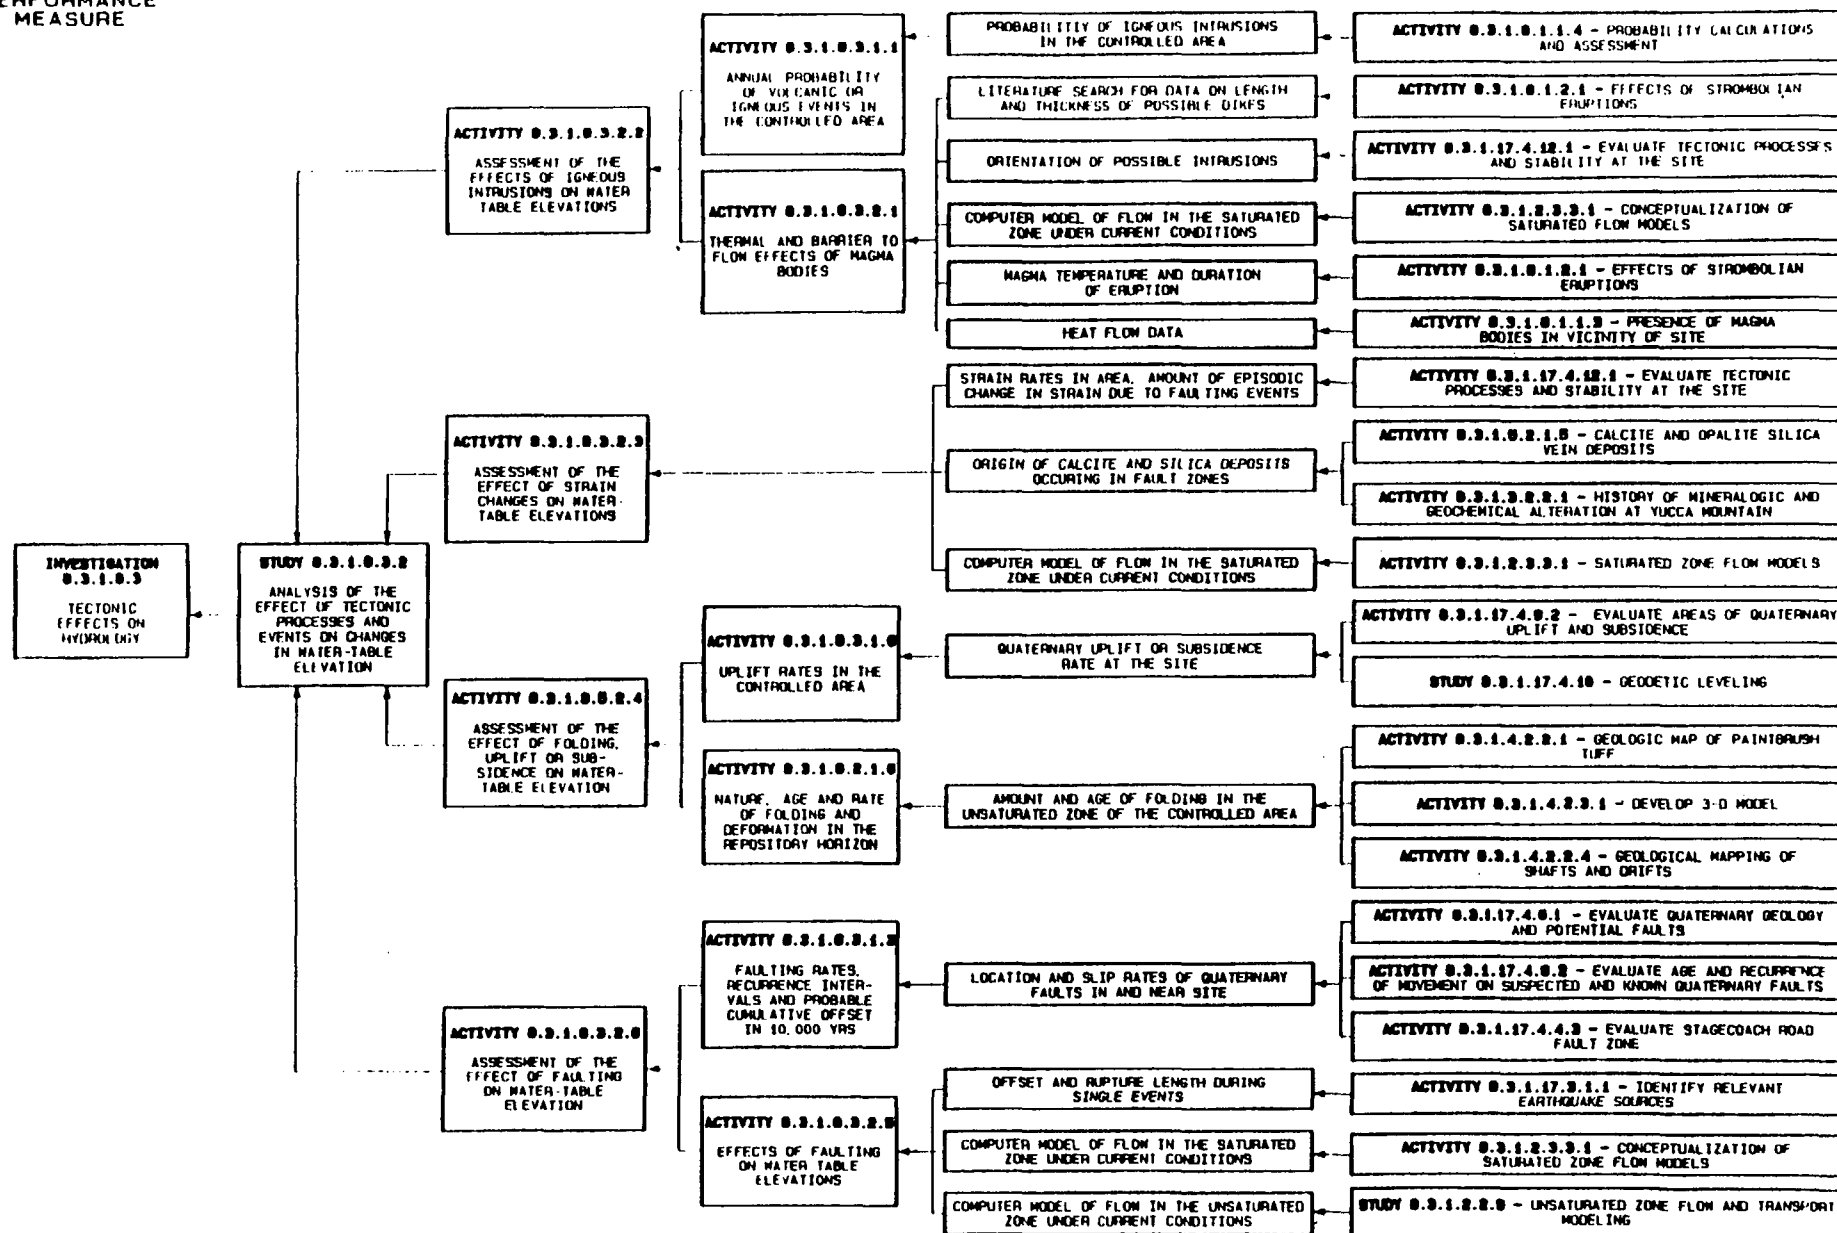 PERFORMANCE
MEASURE
INVESTIGATION
8.3.1.8.3
TECTONIC
EFFECTS ON
HYDROLOGY
STUDY 8.3.1.8.3.2
ANALYSIS OF THE
EFFECT OF TECTONIC
PROCESSES AND
EVENTS ON CHANGES
IN WATER-TABLE
ELEVATION
ACTIVITY 8.3.1.8.3.2.2
ASSESSMENT OF THE
EFFECTS OF IGNEOUS
INTRUSIONS ON WATER
TABLE ELEVATIONS
ACTIVITY 8.3.1.8.3.2.3
ASSESSMENT OF THE
EFFECT OF STRAIN
CHANGES ON WATER-
TABLE ELEVATIONS
ACTIVITY 8.3.1.8.3.2.4
ASSESSMENT OF THE
EFFECT OF FOLDING,
UPLIFT OR SUB-
SIDENCE ON WATER-
TABLE ELEVATION
ACTIVITY 8.3.1.8.3.2.6
ASSESSMENT OF THE
EFFECT OF FAULTING
ON WATER-TABLE
ELEVATION
ACTIVITY 8.3.1.8.3.1.1
ANNUAL PROBABILITY
OF VOLCANIC OR
IGNEOUS EVENTS IN
THE CONTROLLED AREA
ACTIVITY 8.3.1.8.3.2.1
THERMAL AND BARRIER TO
FLOW EFFECTS OF MAGMA
BODIES
ACTIVITY 8.3.1.8.3.1.6
UPLIFT RATES IN THE
CONTROLLED AREA
ACTIVITY 8.3.1.8.2.1.6
NATURE, AGE AND RATE
OF FOLDING AND
DEFORMATION IN THE
REPOSITORY HORIZON
ACTIVITY 8.3.1.8.3.1.3
FAULTING RATES,
RECURRENCE INTER-
VALS AND PROBABLE
CUMULATIVE OFFSET
IN 10,000 YRS
ACTIVITY 8.3.1.8.3.2.5
EFFECTS OF FAULTING
ON WATER TABLE
ELEVATIONS
PROBABILITIY OF IGNEOUS INTRUSIONS
IN THE CONTROLLED AREA
LITERATURE SEARCH FOR DATA ON LENGTH
AND THICKNESS OF POSSIBLE DIKES
ORIENTATION OF POSSIBLE INTRUSIONS
COMPUTER MODEL OF FLOW IN THE SATURATED
ZONE UNDER CURRENT CONDITIONS
MAGMA TEMPERATURE AND DURATION
OF ERUPTION
HEAT FLOW DATA
STRAIN RATES IN AREA, AMOUNT OF EPISODIC
CHANGE IN STRAIN DUE TO FAULTING EVENTS
ORIGIN OF CALCITE AND SILICA DEPOSITS
OCCURING IN FAULT ZONES
COMPUTER MODEL OF FLOW IN THE SATURATED
ZONE UNDER CURRENT CONDITIONS
QUATERNARY UPLIFT OR SUBSIDENCE
RATE AT THE SITE
AMOUNT AND AGE OF FOLDING IN THE
UNSATURATED ZONE OF THE CONTROLLED AREA
LOCATION AND SLIP RATES OF QUATERNARY
FAULTS IN AND NEAR SITE
OFFSET AND RUPTURE LENGTH DURING
SINGLE EVENTS
COMPUTER MODEL OF FLOW IN THE SATURATED
ZONE UNDER CURRENT CONDITIONS
COMPUTER MODEL OF FLOW IN THE UNSATURATED
ZONE UNDER CURRENT CONDITIONS
ACTIVITY 8.3.1.8.1.1.4 - PROBABILITY CALCULATIONS
AND ASSESSMENT
ACTIVITY 8.3.1.8.1.2.1 - EFFECTS OF STROMBOLIAN
ERUPTIONS
ACTIVITY 8.3.1.17.4.12.1 - EVALUATE TECTONIC PROCESSES
AND STABILITY AT THE SITE
ACTIVITY 8.3.1.2.3.3.1 - CONCEPTUALIZATION OF
SATURATED FLOW MODELS
ACTIVITY 8.3.1.8.1.2.1 - EFFECTS OF STROMBOLIAN
ERUPTIONS
ACTIVITY 8.3.1.8.1.1.3 - PRESENCE OF MAGMA
BODIES IN VICINITY OF SITE
ACTIVITY 8.3.1.17.4.12.1 - EVALUATE TECTONIC
PROCESSES AND STABILITY AT THE SITE
ACTIVITY 8.3.1.5.2.1.5 - CALCITE AND OPALITE SILICA
VEIN DEPOSITS
ACTIVITY 8.3.1.3.2.2.1 - HISTORY OF MINERALOGIC AND
GEOCHEMICAL ALTERATION AT YUCCA MOUNTAIN
ACTIVITY 8.3.1.2.3.3.1 - SATURATED ZONE FLOW MODELS
ACTIVITY 8.3.1.17.4.9.2 - EVALUATE AREAS OF QUATERNARY
UPLIFT AND SUBSIDENCE
STUDY 8.3.1.17.4.10 - GEODETIC LEVELING
ACTIVITY 8.3.1.4.2.2.1 - GEOLOGIC MAP OF PAINTBRUSH
TUFF
ACTIVITY 8.3.1.4.2.3.1 - DEVELOP 3-D MODEL
ACTIVITY 8.3.1.4.2.2.4 - GEOLOGICAL MAPPING OF
SHAFTS AND DRIFTS
ACTIVITY 8.3.1.17.4.6.1 - EVALUATE QUATERNARY GEOLOGY
AND POTENTIAL FAULTS
ACTIVITY 8.3.1.17.4.6.2 - EVALUATE AGE AND RECURRENCE
OF MOVEMENT ON SUSPECTED AND KNOWN QUATERNARY FAULTS
ACTIVITY 8.3.1.17.4.4.3 - EVALUATE STAGECOACH ROAD
FAULT ZONE
ACTIVITY 8.3.1.17.3.1.1 - IDENTIFY RELEVANT
EARTHQUAKE SOURCES
ACTIVITY 8.3.1.2.3.3.1 - CONCEPTUALIZATION OF
SATURATED ZONE FLOW MODELS
STUDY 8.3.1.2.2.9 - UNSATURATED ZONE FLOW AND TRANSPORT
MODELING